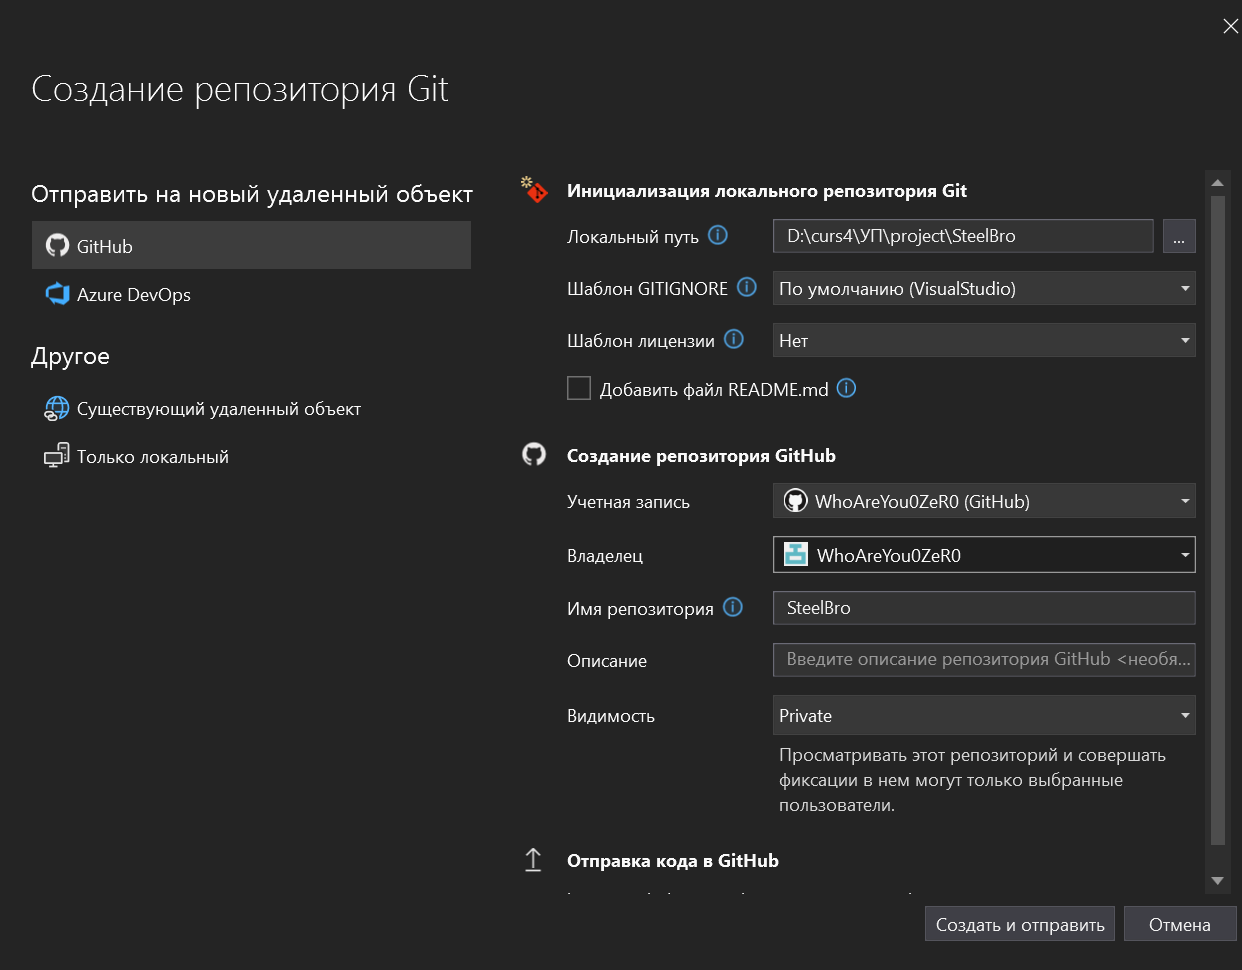 Создание репозитория Git
Отправить на новый удаленный объект
GitHub
Azure DevOps
Другое
Существующий удаленный объект
Только локальный
Инициализация локального репозитория Git
Локальный путь
D:\curs4\УП\project\SteelBro
...
Шаблон GITIGNORE
По умолчанию (VisualStudio)
Шаблон лицензии
Нет
Добавить файл README.md
Создание репозитория GitHub
Учетная запись
WhoAreYou0ZeR0 (GitHub)
Владелец
WhoAreYou0ZeR0
Имя репозитория
SteelBro
Описание
Введите описание репозитория GitHub <необя...
Видимость
Private
Просматривать этот репозиторий и совершать
фиксации в нем могут только выбранные
пользователи.
Отправка кода в GitHub
Создать и отправить
Отмена